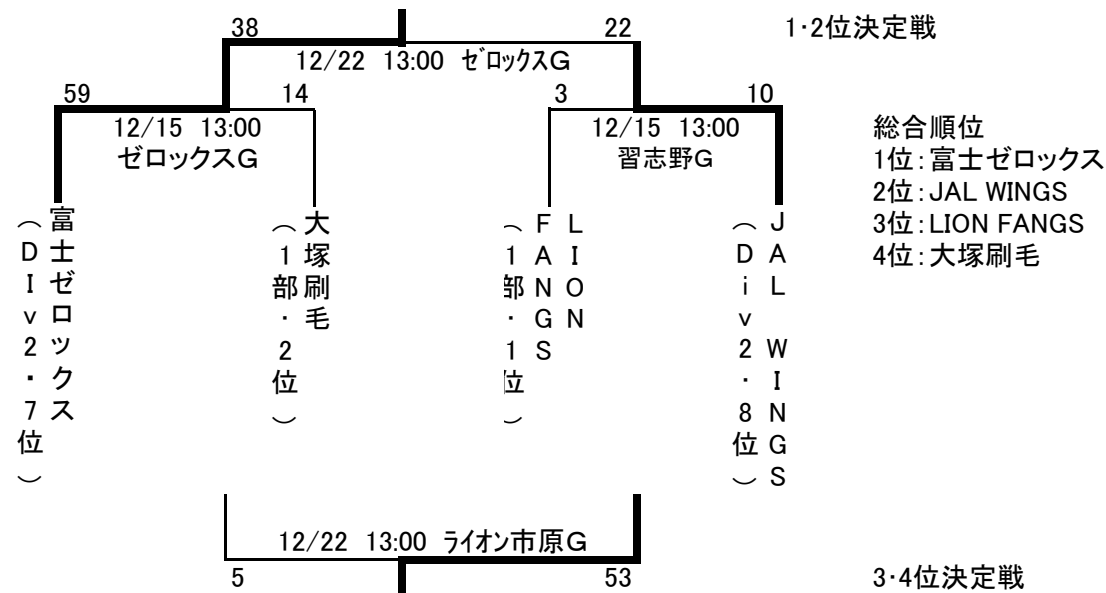 38
22
1・2位決定戦
12/22 13:00 ゼロックスG
59
14
3
10
12/15 13:00
ゼロックスG
12/15 13:00
習志野G
総合順位
1位：富士ゼロックス
2位：JAL WINGS
3位：LION FANGS
4位：大塚刷毛
富士ゼロックス
（DIv2・7位）
大塚刷毛
（1部・2位）
LION
FANGS
（1部・1位）
JAL WINGS
（Div2・8位）
12/22 13:00 ライオン市原G
5
53
3・4位決定戦